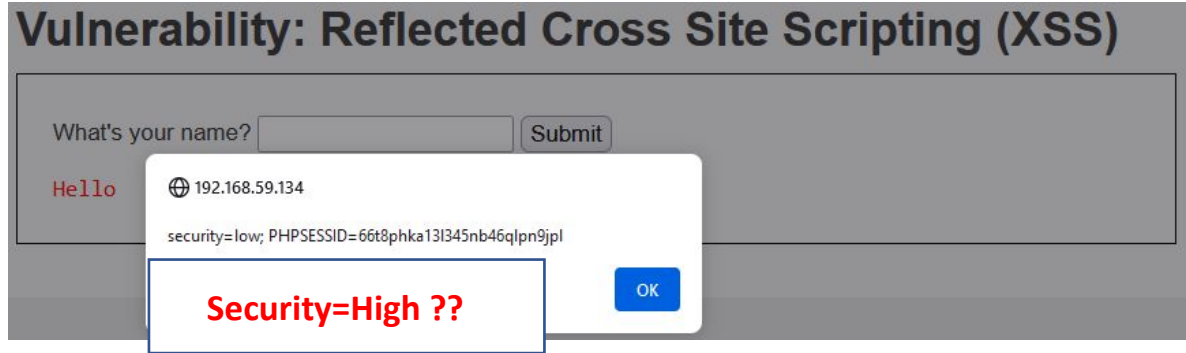 Vulnerability: Reflected Cross Site Scripting (XSS)
What's your name? Submit
Hello
192.168.59.134
security=low; PHPSESSID=66t8phka13l345nb46qlpn9jpl
OK
Security=High ??